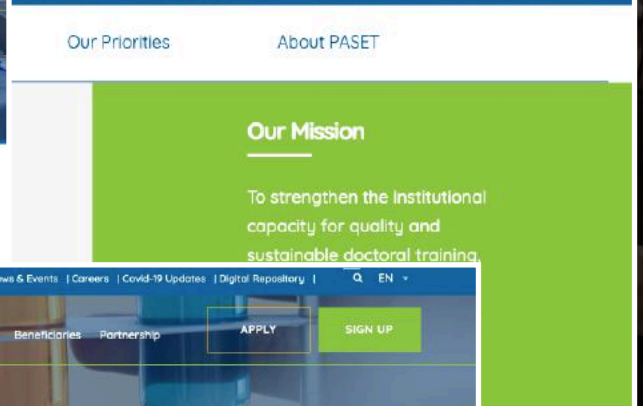 Our Priorities About PASET
Our Mission
To strengthen the institutional
capacity for quality and
sustainable doctoral training,
ews & Events | Careers | Covid-19 Updates | Digital Repository | EN
Beneficiaries Partnership APPLY SIGN UP